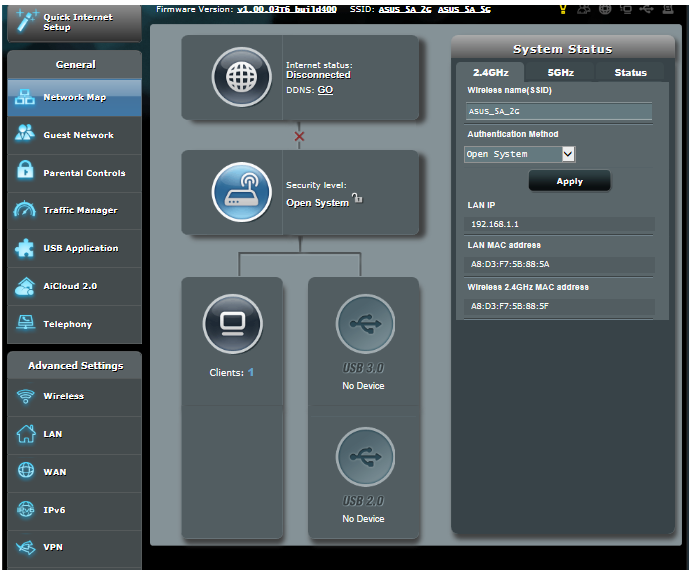 Quick Internet
Setup
Firmware Version: v1.00.03T6_build400 SSID: ASUS_5A_2G ASUS_5A_5G
General
Network Map
Guest Network
Parental Controls
Traffic Manager
USB Application
AiCloud 2.0
Telephony
Advanced Settings
Wireless
LAN
WAN
IPv6
VPN
Internet status:
Disconnected
DDNS: GO
Security level:
Open System
Clients: 1
USB 3.0
No Device
USB 2.0
No Device
System Status
2.4GHz 5GHz Status
Wireless name(SSID)
ASUS_5A_2G
Authentication Method
Open System
Apply
LAN IP
192.168.1.1
LAN MAC address
A8:D3:F7:5B:88:5A
Wireless 2.4GHz MAC address
A8:D3:F7:5B:88:5F